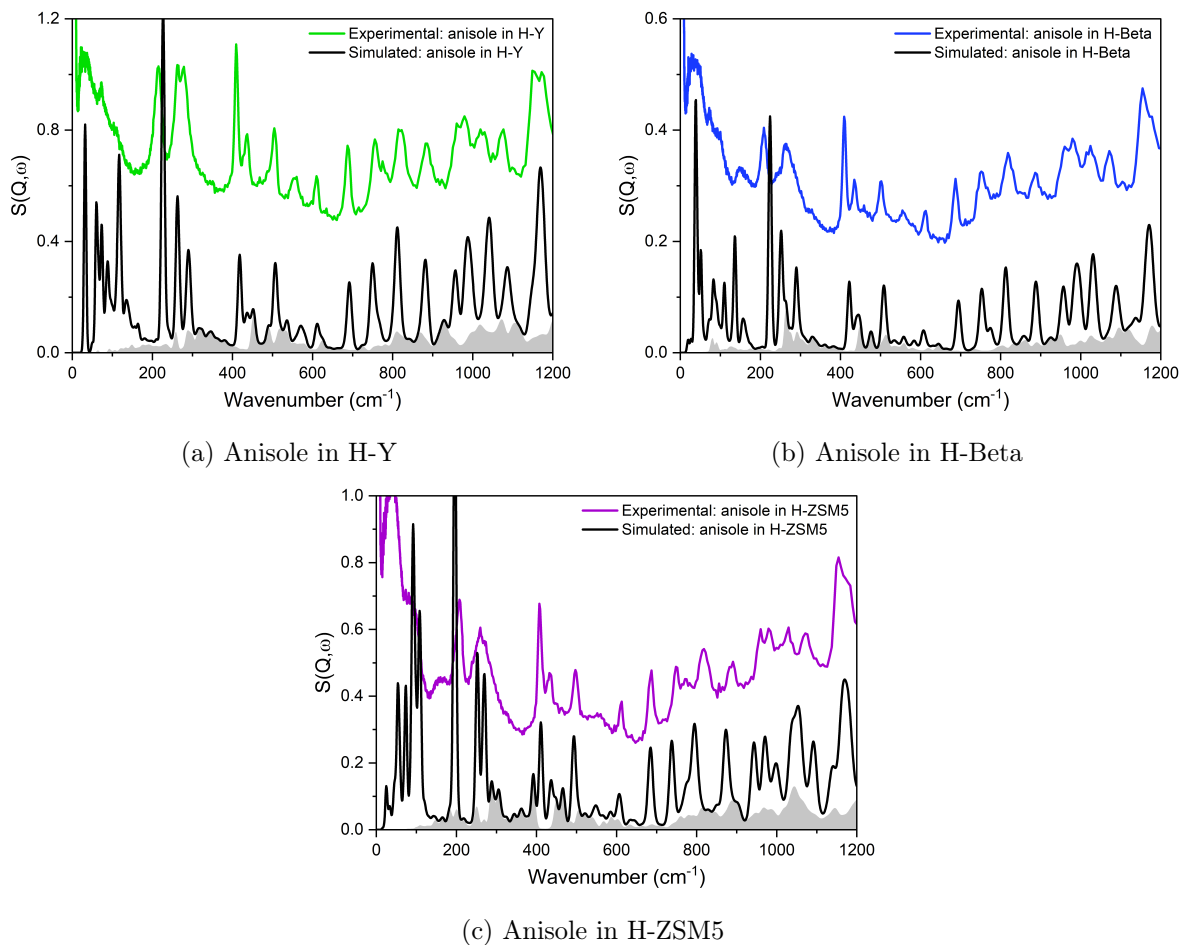 1.2
0.8
0.4
0.0
S(Q,ω)
Experimental: anisole in H-Y
Simulated: anisole in H-Y
0 200 400 600 800 1000 1200
Wavenumber (cm⁻¹)
(a) Anisole in H-Y
0.6
0.4
0.2
0.0
S(Q,ω)
Experimental: anisole in H-Beta
Simulated: anisole in H-Beta
0 200 400 600 800 1000 1200
Wavenumber (cm⁻¹)
(b) Anisole in H-Beta
1.0
0.8
0.6
0.4
0.2
0.0
S(Q,ω)
Experimental: anisole in H-ZSM5
Simulated: anisole in H-ZSM5
0 200 400 600 800 1000 1200
Wavenumber (cm⁻¹)
(c) Anisole in H-ZSM5